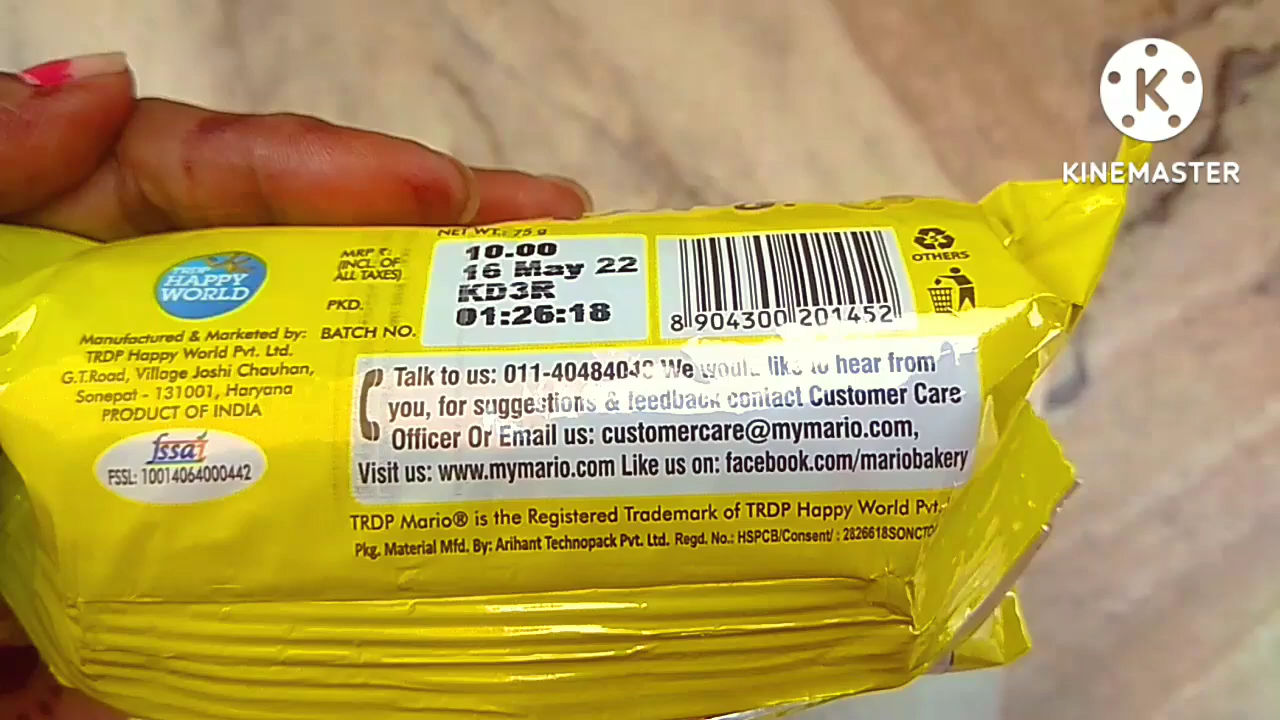 KINEMASTER
NET WT.: 75 g
MRP ₹:
(INCL. OF
ALL TAXES)
PKD.
BATCH NO.
10.00
16 May 22
KD3R
01:26:18
8 904300 201452
OTHERS
TRDP
HAPPY
WORLD
Manufactured & Marketed by:
TRDP Happy World Pvt. Ltd.
G.T.Road, Village Joshi Chauhan,
Sonepat - 131001, Haryana
PRODUCT OF INDIA
fssai
FSSL: 10014064000442
Talk to us: We would like to hear from
you, for suggestions & feedback contact Customer Care
Officer Or Email us: customercare@mymario.com,
Visit us: www.mymario.com Like us on: facebook.com/mariobakery
TRDP Mario® is the Registered Trademark of TRDP Happy World Pvt.
Pkg. Material Mfd. By: Arihant Technopack Pvt. Ltd. Regd. No.: HSPCB/Consent/ :